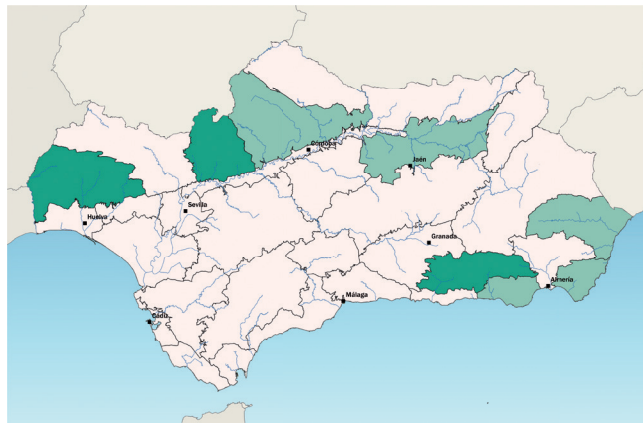 Córdoba
Jaén
Sevilla
Huelva
Granada
Almería
Málaga
Cádiz